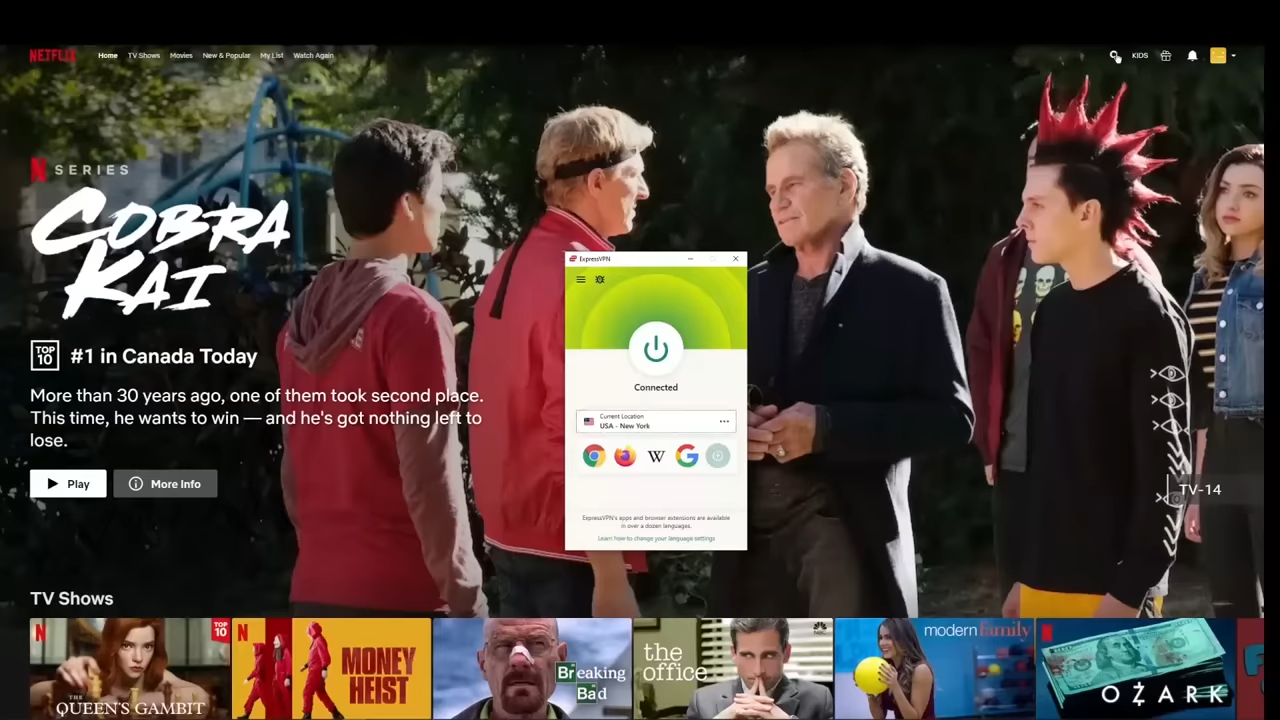 NETFLIX
Home TV Shows Movies New & Popular My List Watch Again
KIDS
N SERIES
COBRA
KAI
TOP
10
#1 in Canada Today
More than 30 years ago, one of them took second place.
This time, he wants to win — and he's got nothing left to
lose.
Play
More Info
ExpressVPN
Connected
Current Location
USA - New York
W
ExpressVPN's apps and browser extensions are available
in over a dozen languages.
Learn how to change your language settings
TV-14
TV Shows
N
TOP
10
THE
QUEEN'S GAMBIT
N
MONEY
HEIST
Breaking
Bad
the
office
modern family
N
OZARK